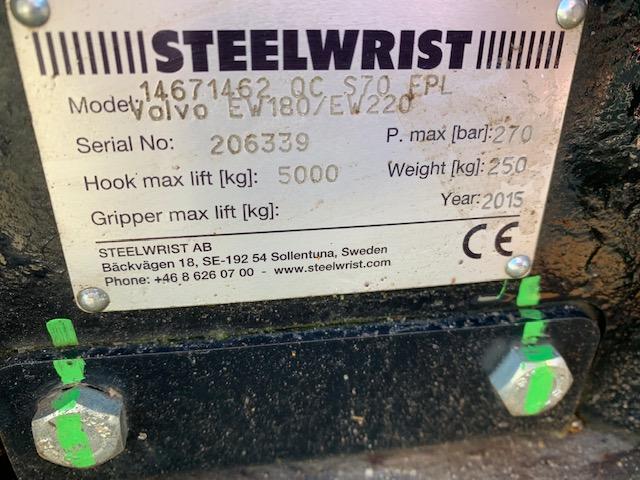 STEELWRIST
14671462 QC S70 FPL
Model: Volvo EW180/EW220
Serial No: 206339
P. max [bar]: 270
Hook max lift [kg]: 5000
Weight [kg]: 250
Gripper max lift [kg]:
Year: 2015
STEELWRIST AB
Bäckvägen 18, SE-192 54 Sollentuna, Sweden
Phone: +46 8 626 07 00 - www.steelwrist.com
CE